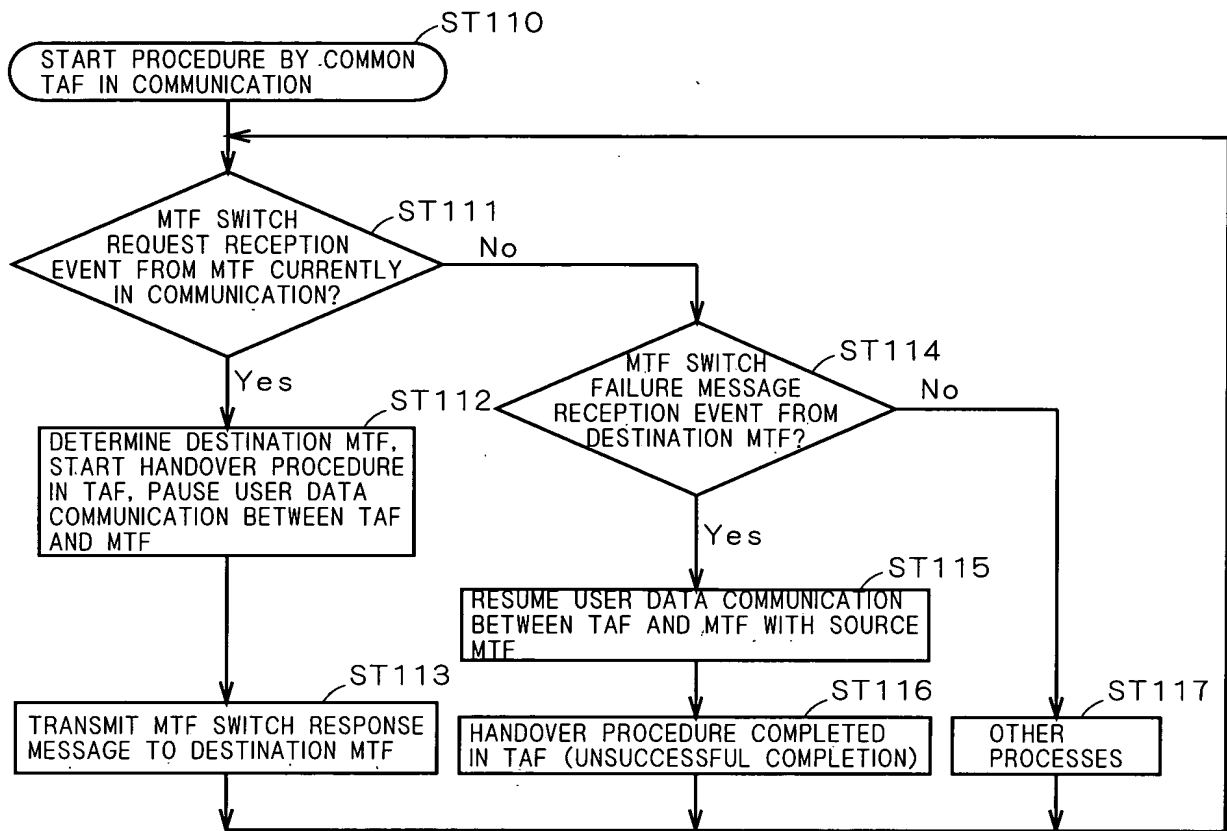 ST110
START PROCEDURE BY COMMON
TAF IN COMMUNICATION
ST111
MTF SWITCH
REQUEST RECEPTION
EVENT FROM MTF CURRENTLY
IN COMMUNICATION?
No
Yes
ST114
MTF SWITCH
FAILURE MESSAGE
RECEPTION EVENT FROM
DESTINATION MTF?
No
Yes
ST112
DETERMINE DESTINATION MTF,
START HANDOVER PROCEDURE
IN TAF, PAUSE USER DATA
COMMUNICATION BETWEEN TAF
AND MTF
ST115
RESUME USER DATA COMMUNICATION
BETWEEN TAF AND MTF WITH SOURCE
MTF
ST113
TRANSMIT MTF SWITCH RESPONSE
MESSAGE TO DESTINATION MTF
ST116
HANDOVER PROCEDURE COMPLETED
IN TAF (UNSUCCESSFUL COMPLETION)
ST117
OTHER
PROCESSES